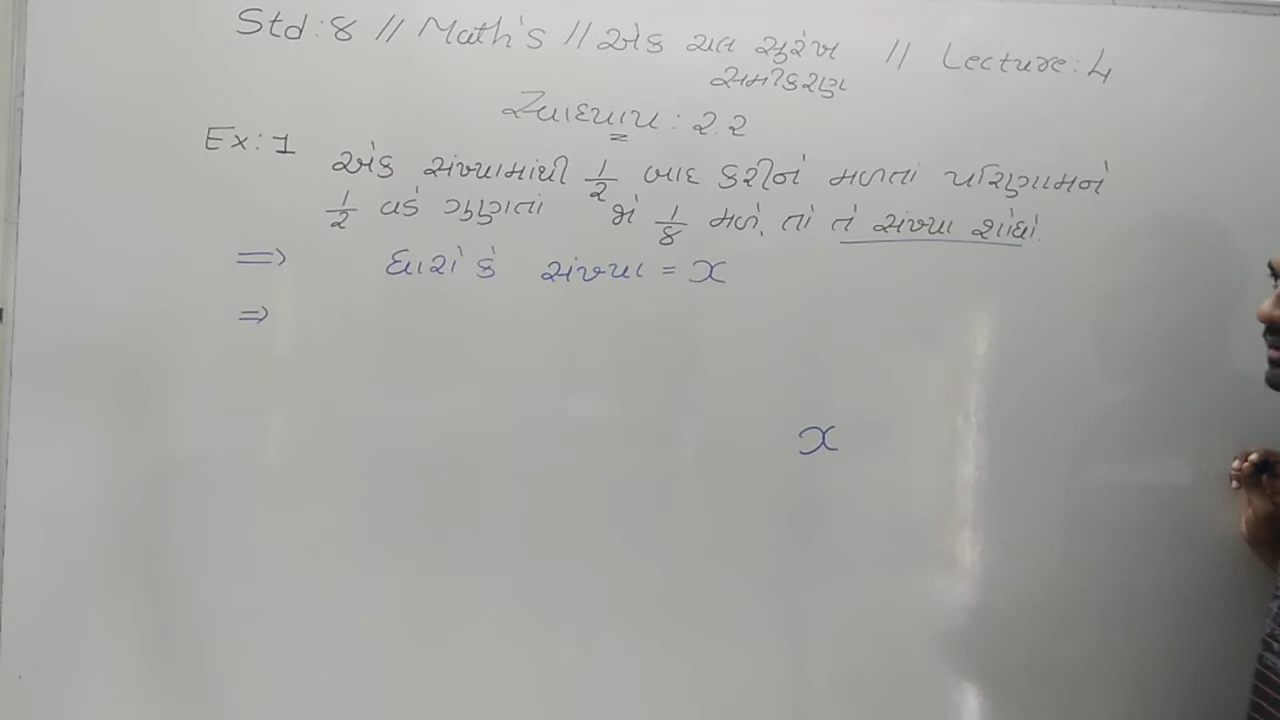 Std: 8 // Math's // એક ચલ સુરેખ // Lecture: 4
સમીકરણ
સ્વાધ્યાય: 2.2
Ex: 1 એક સંખ્યામાંથી 1/2 બાદ કરીને મળતાં પરિણામને
1/2 વડે ગુણતાં જો 1/8 મળે, તો તે સંખ્યા શોધો.
⇒ ધારો કે સંખ્યા = x
⇒
x